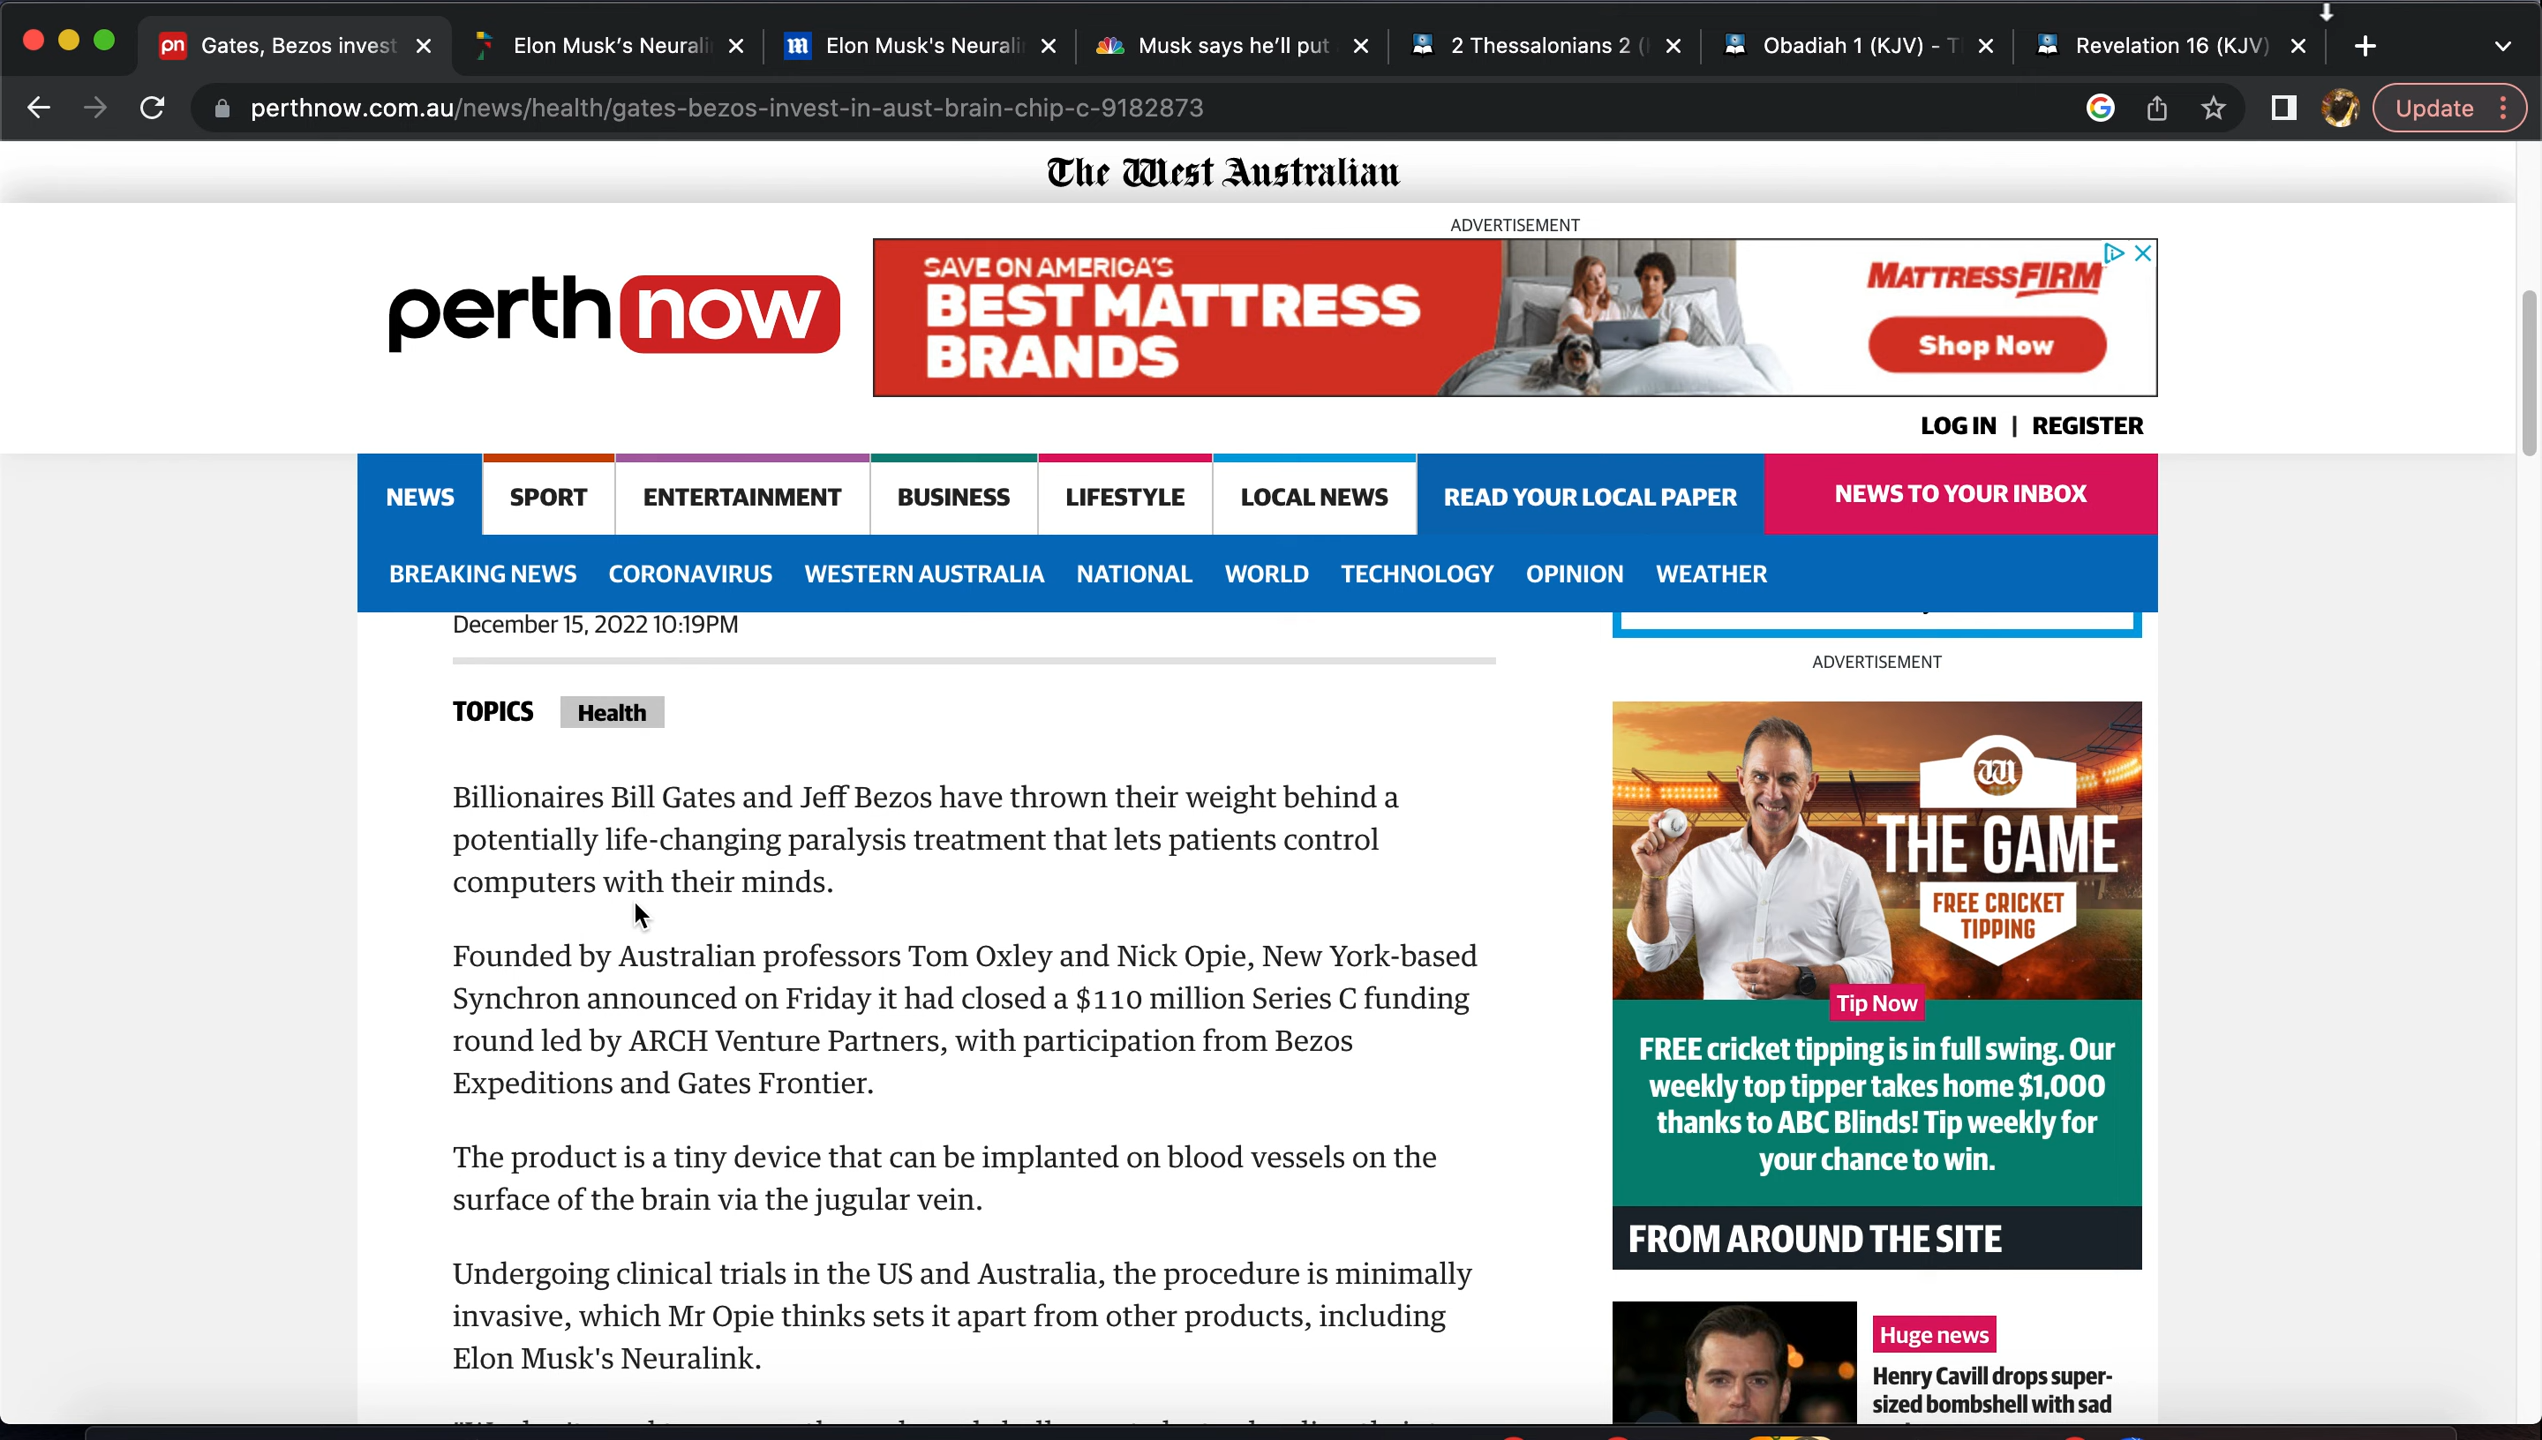 Gates, Bezos invest
Elon Musk's Neurali
Elon Musk's Neuralin
Musk says he'll put
2 Thessalonians 2 (
Obadiah 1 (KJV) - T
Revelation 16 (KJV)
perthnow.com.au/news/health/gates-bezos-invest-in-aust-brain-chip-c-9182873
Update
The West Australian
ADVERTISEMENT
perth now
SAVE ON AMERICA'S
BEST MATTRESS
BRANDS
MATTRESSFIRM
Shop Now
LOG IN | REGISTER
NEWS SPORT ENTERTAINMENT BUSINESS LIFESTYLE LOCAL NEWS READ YOUR LOCAL PAPER NEWS TO YOUR INBOX
BREAKING NEWS CORONAVIRUS WESTERN AUSTRALIA NATIONAL WORLD TECHNOLOGY OPINION WEATHER
December 15, 2022 10:19PM
TOPICS Health
Billionaires Bill Gates and Jeff Bezos have thrown their weight behind a
potentially life-changing paralysis treatment that lets patients control
computers with their minds.
Founded by Australian professors Tom Oxley and Nick Opie, New York-based
Synchron announced on Friday it had closed a $110 million Series C funding
round led by ARCH Venture Partners, with participation from Bezos
Expeditions and Gates Frontier.
The product is a tiny device that can be implanted on blood vessels on the
surface of the brain via the jugular vein.
Undergoing clinical trials in the US and Australia, the procedure is minimally
invasive, which Mr Opie thinks sets it apart from other products, including
Elon Musk's Neuralink.
ADVERTISEMENT
THE GAME
FREE CRICKET
TIPPING
Tip Now
FREE cricket tipping is in full swing. Our
weekly top tipper takes home $1,000
thanks to ABC Blinds! Tip weekly for
your chance to win.
FROM AROUND THE SITE
Huge news
Henry Cavill drops super-
sized bombshell with sad